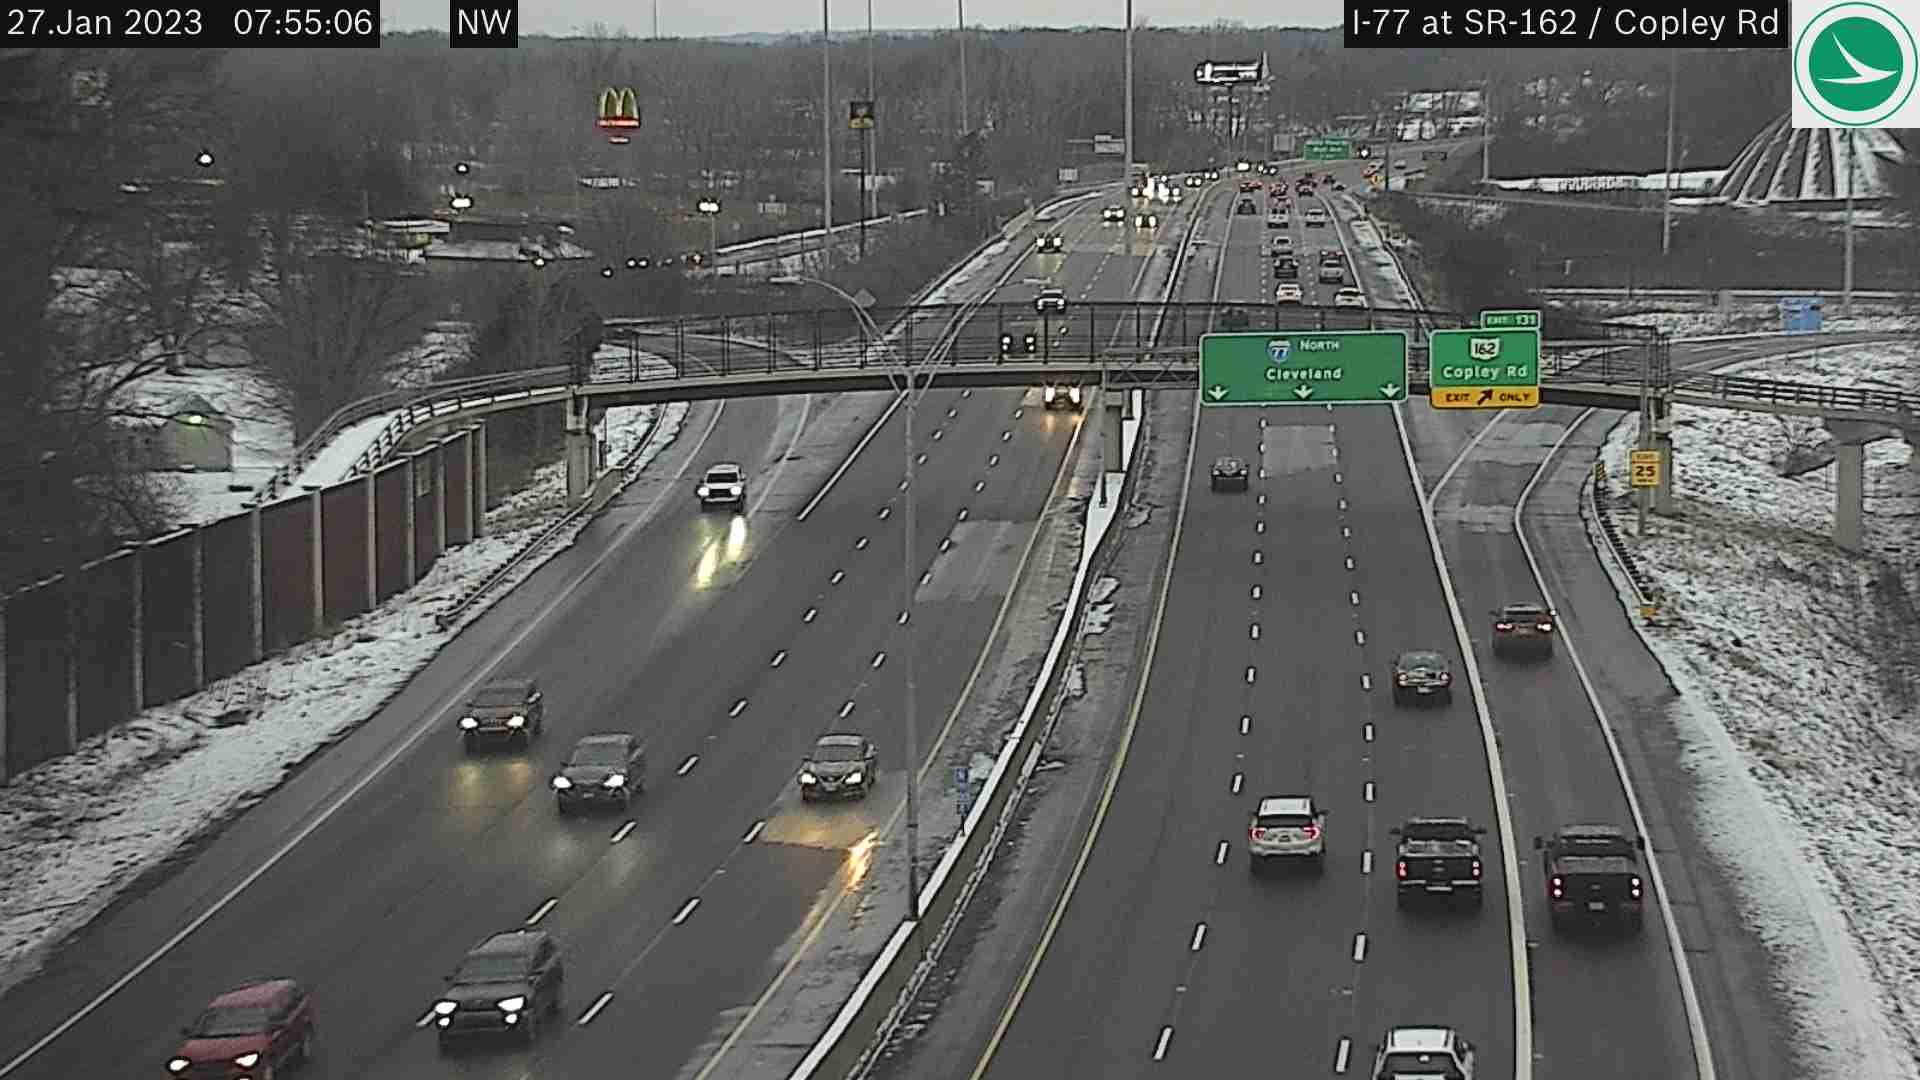 27.Jan 2023 07:55:06
NW
I-77 at SR-162 / Copley Rd
EXIT 131
77 NORTH
Cleveland
162
Copley Rd
EXIT ONLY
25